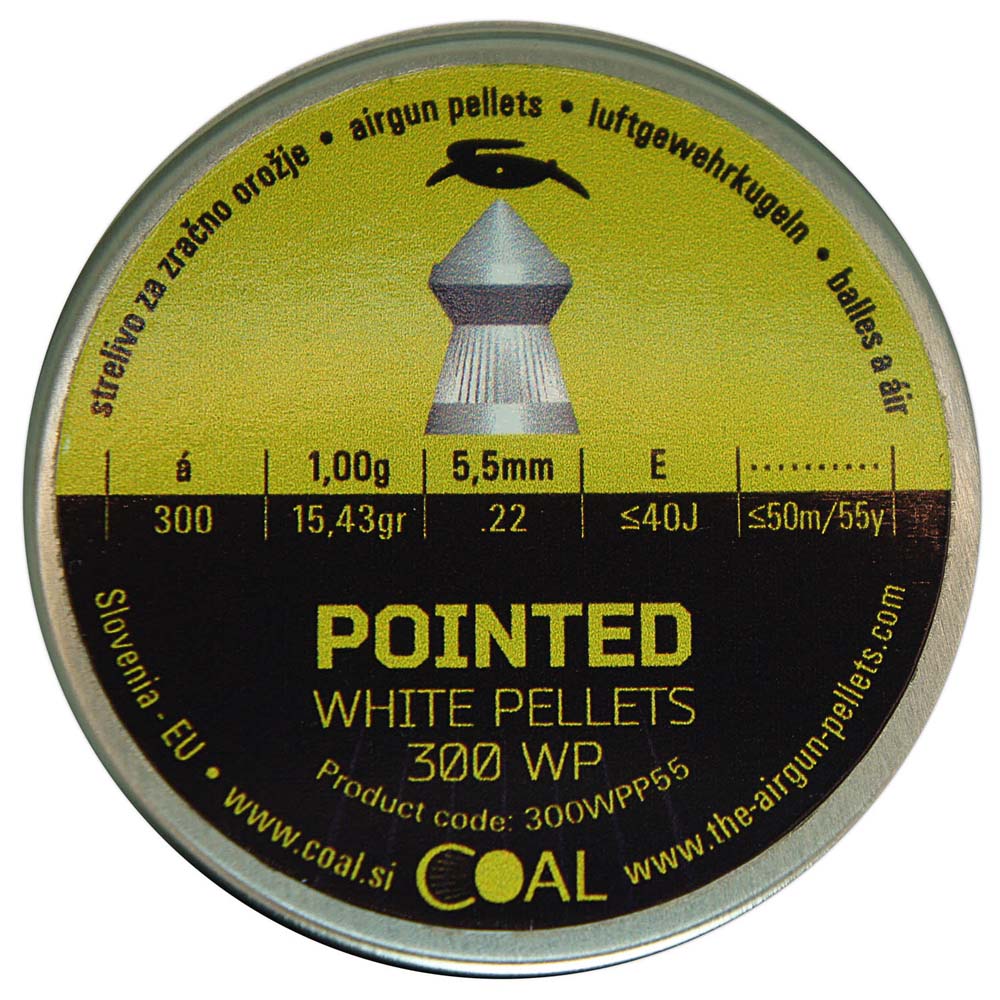 strelivo za zračno orožje • airgun pellets • luftgewehrkugeln • balles a áir
á | 1,00g | 5,5mm | E | ...........
300 | 15,43gr | .22 | ≤40J | ≤50m/55y
POINTED
WHITE PELLETS
300 WP
Product code: 300WPP55
Slovenia - EU • www.coal.si
COAL
www.the-airgun-pellets.com